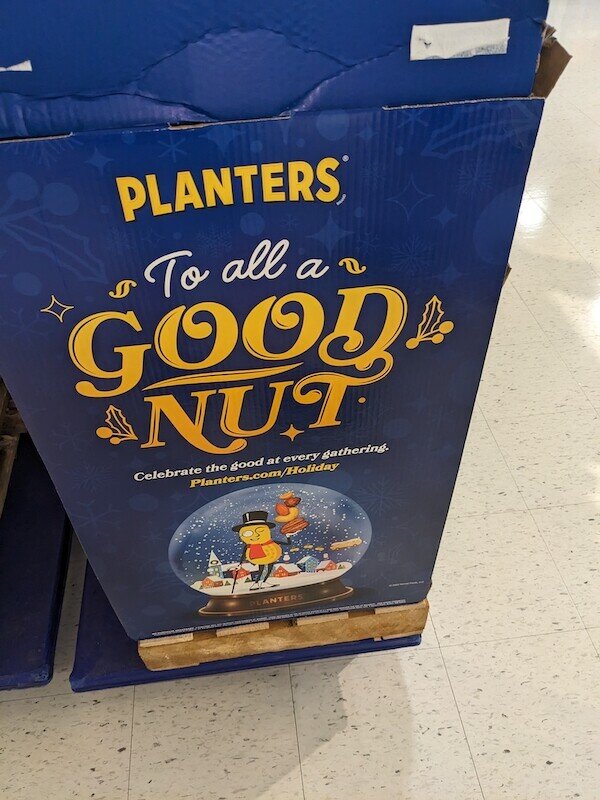 PLANTERS®
To all a
GOOD
NUT.
Celebrate the good at every gathering.
Planters.com/Holiday
PLANTERS